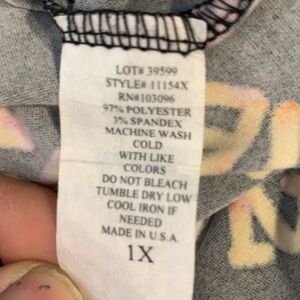 LOT# 39599
STYLE# 11154X
RN#103096
97% POLYESTER
3% SPANDEX
MACHINE WASH
COLD
WITH LIKE
COLORS
DO NOT BLEACH
TUMBLE DRY LOW
COOL IRON IF
NEEDED
MADE IN U.S.A.
1X